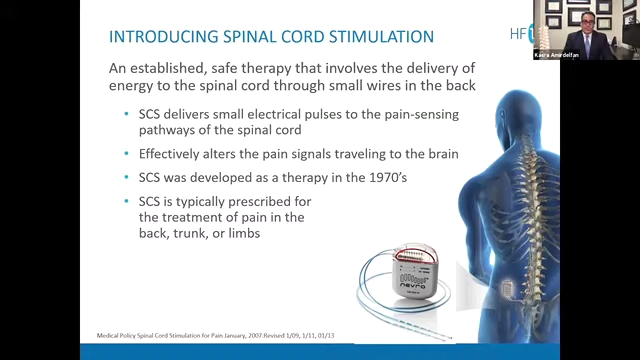 INTRODUCING SPINAL CORD STIMULATION
HF
Kasra Amirdelfan
An established, safe therapy that involves the delivery of
energy to the spinal cord through small wires in the back
• SCS delivers small electrical pulses to the pain-sensing
pathways of the spinal cord
• Effectively alters the pain signals traveling to the brain
• SCS was developed as a therapy in the 1970's
• SCS is typically prescribed for
the treatment of pain in the
back, trunk, or limbs
nevro
Medical Policy Spinal Cord Stimulation for Pain January, 2007.Revised 1/09, 1/11, 01/13